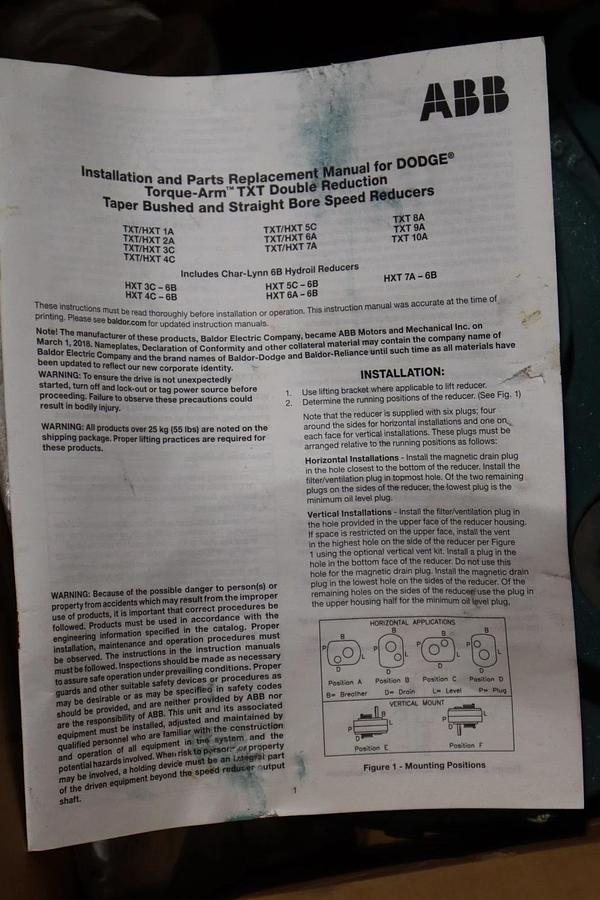 ABB
Installation and Parts Replacement Manual for DODGE®
Torque-Arm™ TXT Double Reduction
Taper Bushed and Straight Bore Speed Reducers
TXT/HXT 1A
TXT/HXT 2A
TXT/HXT 3C
TXT/HXT 4C
TXT/HXT 5C
TXT/HXT 6A
TXT/HXT 7A
TXT 8A
TXT 9A
TXT 10A
Includes Char-Lynn 6B Hydroil Reducers
HXT 3C – 6B
HXT 4C – 6B
HXT 5C – 6B
HXT 6A – 6B
HXT 7A – 6B
These instructions must be read thoroughly before installation or operation. This instruction manual was accurate at the time of
printing. Please see baldor.com for updated instruction manuals.
Note! The manufacturer of these products, Baldor Electric Company, became ABB Motors and Mechanical Inc. on
March 1, 2018. Nameplates, Declaration of Conformity and other collateral material may contain the company name of
Baldor Electric Company and the brand names of Baldor-Dodge and Baldor-Reliance until such time as all materials have
been updated to reflect our new corporate identity.
WARNING: To ensure the drive is not unexpectedly
started, turn off and lock-out or tag power source before
proceeding. Failure to observe these precautions could
result in bodily injury.
WARNING: All products over 25 kg (55 lbs) are noted on the
shipping package. Proper lifting practices are required for
these products.
WARNING: Because of the possible danger to person(s) or
property from accidents which may result from the improper
use of products, it is important that correct procedures be
followed. Products must be used in accordance with the
engineering information specified in the catalog. Proper
installation, maintenance and operation procedures must
be observed. The instructions in the instruction manuals
must be followed. Inspections should be made as necessary
to assure safe operation under prevailing conditions. Proper
guards and other suitable safety devices or procedures as
may be desirable or as may be specified in safety codes
should be provided, and are neither provided by ABB nor
are the responsibility of ABB. This unit and its associated
equipment must be installed, adjusted and maintained by
qualified personnel who are familiar with the construction
and operation of all equipment in the system and the
potential hazards involved. When risk to persons or property
may be involved, a holding device must be an integral part
of the driven equipment beyond the speed reducer output
shaft.
INSTALLATION:
1. Use lifting bracket where applicable to lift reducer.
2. Determine the running positions of the reducer. (See Fig. 1)
Note that the reducer is supplied with six plugs; four
around the sides for horizontal installations and one on
each face for vertical installations. These plugs must be
arranged relative to the running positions as follows:
Horizontal Installations - Install the magnetic drain plug
in the hole closest to the bottom of the reducer. Install the
filter/ventilation plug in topmost hole. Of the two remaining
plugs on the sides of the reducer, the lowest plug is the
minimum oil level plug.
Vertical Installations - Install the filter/ventilation plug in
the hole provided in the upper face of the reducer housing.
If space is restricted on the upper face, install the vent
in the highest hole on the side of the reducer per Figure
1 using the optional vertical vent kit. Install a plug in the
hole in the bottom face of the reducer. Do not use this
hole for the magnetic drain plug. Install the magnetic drain
plug in the lowest hole on the sides of the reducer. Of the
remaining holes on the sides of the reducer use the plug in
the upper housing half for the minimum oil level plug.
HORIZONTAL APPLICATIONS
B B B B
P L P L P L P L
D D D D
Position A Position B Position C Position D
B= Breather D= Drain L= Level P= Plug
VERTICAL MOUNT
B L P D
P L B D
Position E Position F
Figure 1 - Mounting Positions
1